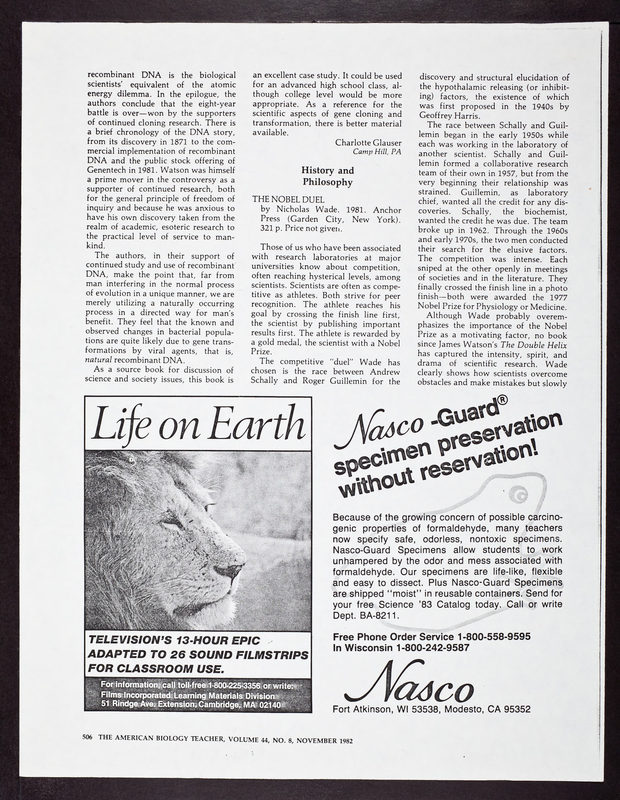 recombinant DNA is the biological
scientists' equivalent of the atomic
energy dilemma. In the epilogue, the
authors conclude that the eight-year
battle is over—won by the supporters
of continued cloning research. There is
a brief chronology of the DNA story,
from its discovery in 1871 to the com-
mercial implementation of recombinant
DNA and the public stock offering of
Genentech in 1981. Watson was himself
a prime mover in the controversy as a
supporter of continued research, both
for the general principle of freedom of
inquiry and because he was anxious to
have his own discovery taken from the
realm of academic, esoteric research to
the practical level of service to man-
kind.
The authors, in their support of
continued study and use of recombinant
DNA, make the point that, far from
man interfering in the normal process
of evolution in a unique manner, we are
merely utilizing a naturally occurring
process in a directed way for man's
benefit. They feel that the known and
observed changes in bacterial popula-
tions are quite likely due to gene trans-
formations by viral agents, that is,
natural recombinant DNA.
As a source book for discussion of
science and society issues, this book is
an excellent case study. It could be used
for an advanced high school class, al-
though college level would be more
appropriate. As a reference for the
scientific aspects of gene cloning and
transformation, there is better material
available.
Charlotte Glauser
Camp Hill, PA
History and
Philosophy
THE NOBEL DUEL
by Nicholas Wade. 1981. Anchor
Press (Garden City, New York).
321 p. Price not given.
Those of us who have been associated
with research laboratories at major
universities know about competition,
often reaching hysterical levels, among
scientists. Scientists are often as compe-
titive as athletes. Both strive for peer
recognition. The athlete reaches his
goal by crossing the finish line first,
the scientist by publishing important
results first. The athlete is rewarded by
a gold medal, the scientist with a Nobel
Prize.
The competitive "duel" Wade has
chosen is the race between Andrew
Schally and Roger Guillemin for the
discovery and structural elucidation of
the hypothalamic releasing (or inhibit-
ing) factors, the existence of which
was first proposed in the 1940s by
Geoffrey Harris.
The race between Schally and Guil-
lemin began in the early 1950s while
each was working in the laboratory of
another scientist. Schally and Guil-
lemin formed a collaborative research
team of their own in 1957, but from the
very beginning their relationship was
strained. Guillemin, as laboratory
chief, wanted all the credit for any dis-
coveries. Schally, the biochemist,
wanted the credit he was due. The team
broke up in 1962. Through the 1960s
and early 1970s, the two men conducted
their search for the elusive factors.
The competition was intense. Each
sniped at the other openly in meetings
of societies and in the literature. They
finally crossed the finish line in a photo
finish—both were awarded the 1977
Nobel Prize for Physiology or Medicine.
Although Wade probably overem-
phasizes the importance of the Nobel
Prize as a motivating factor, no book
since James Watson's The Double Helix
has captured the intensity, spirit, and
drama of scientific research. Wade
clearly shows how scientists overcome
obstacles and make mistakes but slowly
Life on Earth
TELEVISION'S 13-HOUR EPIC
ADAPTED TO 26 SOUND FILMSTRIPS
FOR CLASSROOM USE.
For information, call toll-free 1-800-225-3356 or write:
Films Incorporated Learning Materials Division
51 Rindge Ave. Extension, Cambridge, MA 02140
Nasco -Guard®
specimen preservation
without reservation!
Because of the growing concern of possible carcino-
genic properties of formaldehyde, many teachers
now specify safe, odorless, nontoxic specimens.
Nasco-Guard Specimens allow students to work
unhampered by the odor and mess associated with
formaldehyde. Our specimens are life-like, flexible
and easy to dissect. Plus Nasco-Guard Specimens
are shipped "moist" in reusable containers. Send for
your free Science '83 Catalog today. Call or write
Dept. BA-8211.
Free Phone Order Service 1-800-558-9595
In Wisconsin 1-800-242-9587
Nasco
Fort Atkinson, WI 53538, Modesto, CA 95352
506 THE AMERICAN BIOLOGY TEACHER, VOLUME 44, NO. 8, NOVEMBER 1982